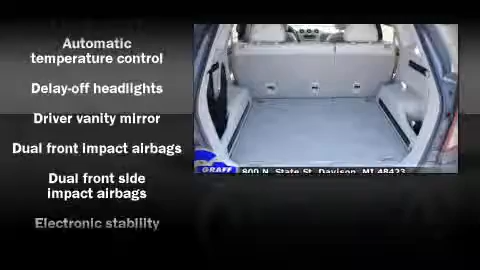 Automatic
temperature control
Delay-off headlights
Driver vanity mirror
Dual front impact airbags
Dual front side
impact airbags
Electronic stability
GRAFF
800 N. State St. Davison, MI 48423